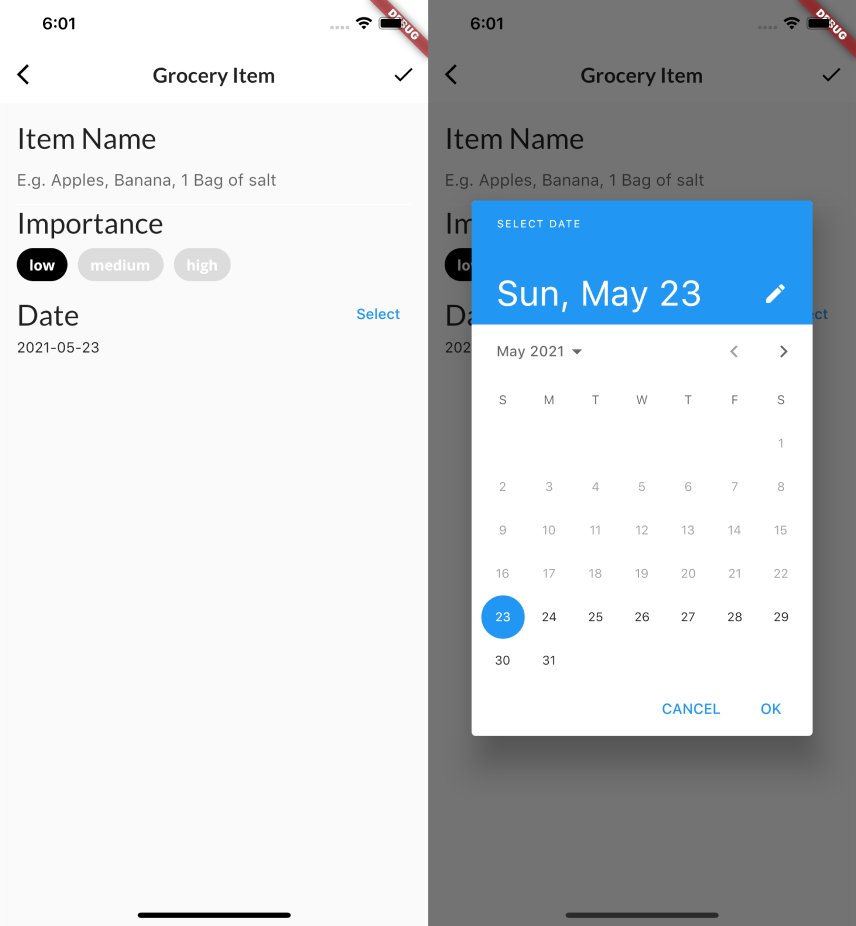 6:01
DEBUG
Grocery Item
Item Name
E.g. Apples, Banana, 1 Bag of salt
Importance
low medium high
Date Select
2021-05-23
6:01
DEBUG
Grocery Item
Item Name
E.g. Apples, Banana, 1 Bag of salt
Im
lo
Da ct
202
SELECT DATE
Sun, May 23
May 2021
S M T W T F S
1
2 3 4 5 6 7 8
9 10 11 12 13 14 15
16 17 18 19 20 21 22
23 24 25 26 27 28 29
30 31
CANCEL OK